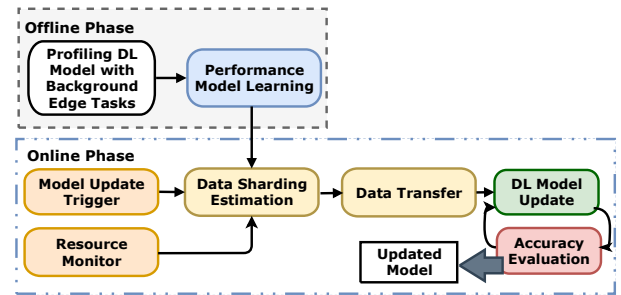 Offline Phase
Profiling DL
Model with
Background
Edge Tasks
Performance
Model Learning
Online Phase
Model Update
Trigger
Data Sharding
Estimation
Data Transfer
DL Model
Update
Resource
Monitor
Updated
Model
Accuracy
Evaluation